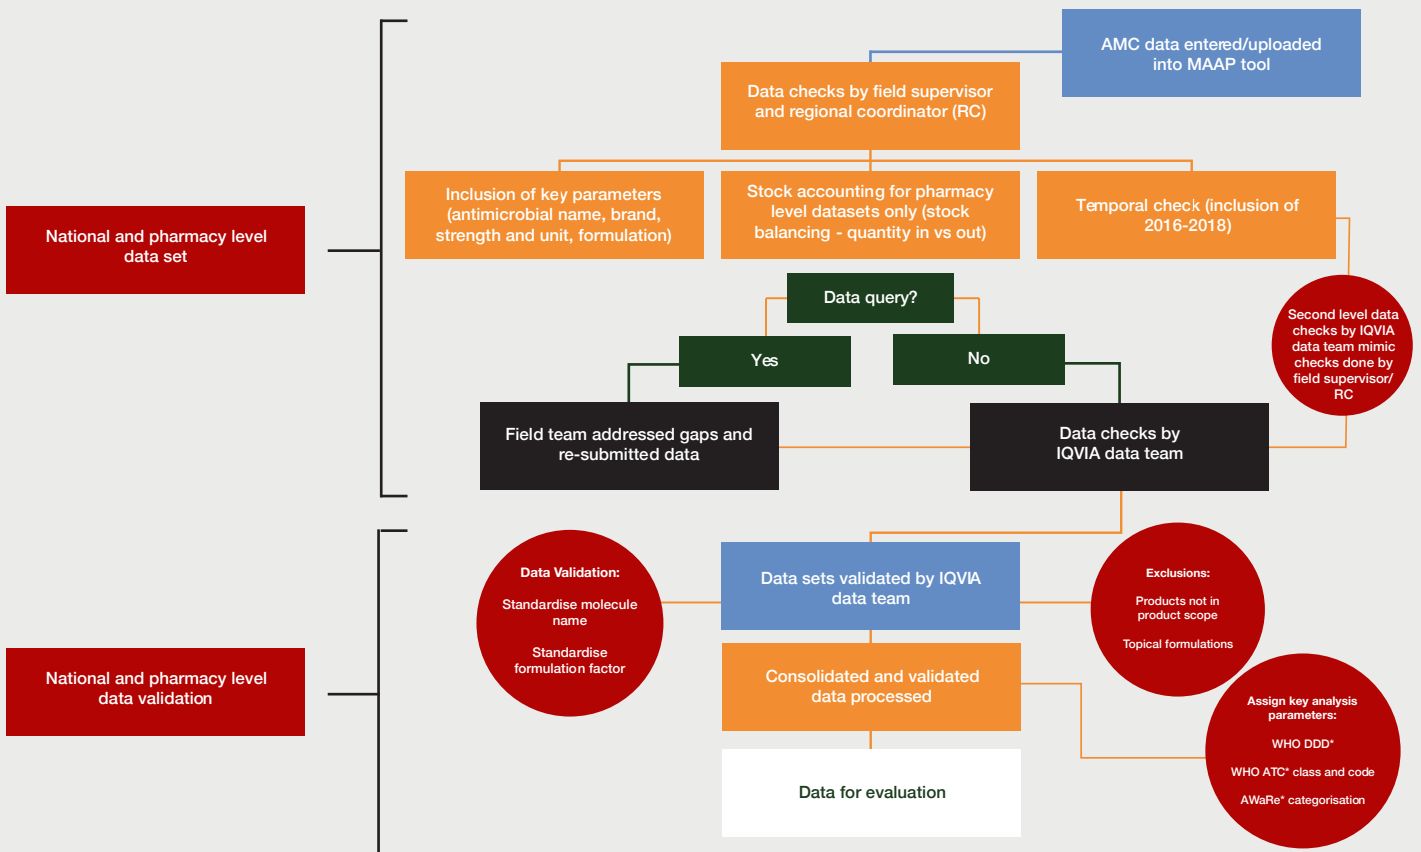 AMC data entered/uploaded
into MAAP tool
Data checks by field supervisor
and regional coordinator (RC)
Inclusion of key parameters
(antimicrobial name, brand,
strength and unit, formulation)
Stock accounting for pharmacy
level datasets only (stock
balancing - quantity in vs out)
Temporal check (inclusion of
2016-2018)
National and pharmacy level
data set
Data query?
Yes
No
Second level data
checks by IQVIA
data team mimic
checks done by
field supervisor/
RC
Field team addressed gaps and
re-submitted data
Data checks by
IQVIA data team
Data Validation:
Standardise molecule
name
Standardise
formulation factor
Data sets validated by IQVIA
data team
Exclusions:
Products not in
product scope
Topical formulations
National and pharmacy level
data validation
Consolidated and validated
data processed
Assign key analysis
parameters:
WHO DDD*
WHO ATC* class and code
AWaRe* categorisation
Data for evaluation